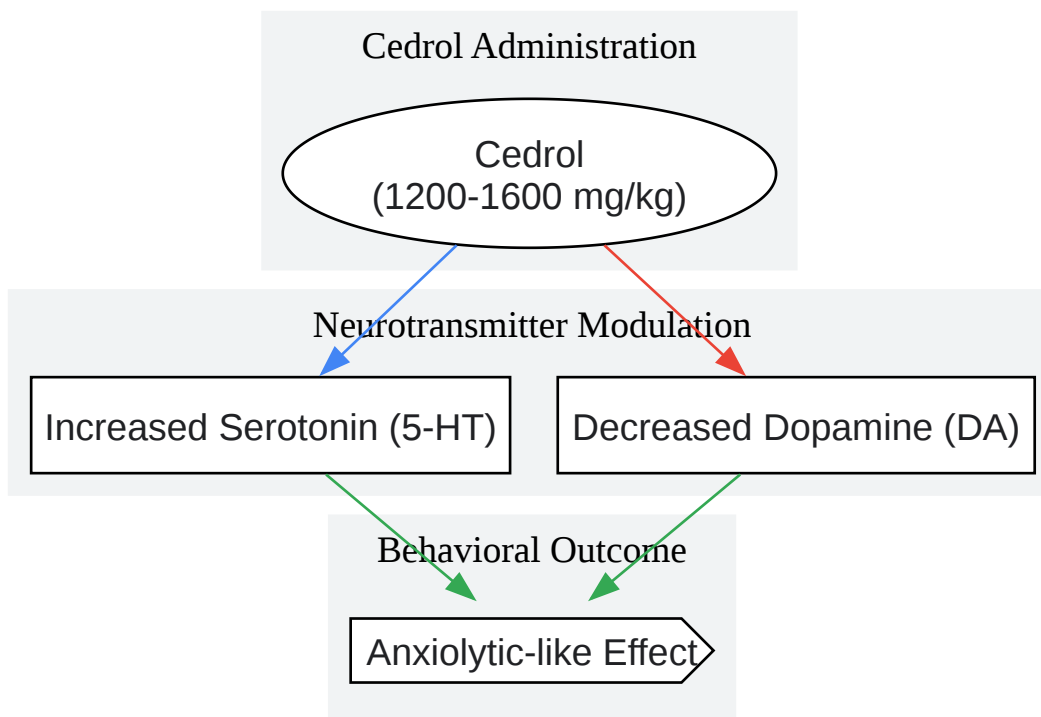 Cedrol Administration
Cedrol
(1200-1600 mg/kg)
Neurotransmitter Modulation
Increased Serotonin (5-HT)
Decreased Dopamine (DA)
Behavioral Outcome
Anxiolytic-like Effect